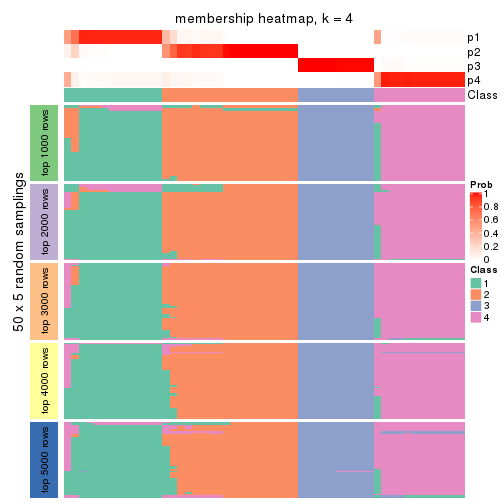 membership heatmap, k = 4
p1
p2
p3
p4
Class
50 x 5 random samplings
top 1000 rows
top 2000 rows
top 3000 rows
top 4000 rows
top 5000 rows
Prob
1
0.8
0.6
0.4
0.2
0
Class
1
2
3
4